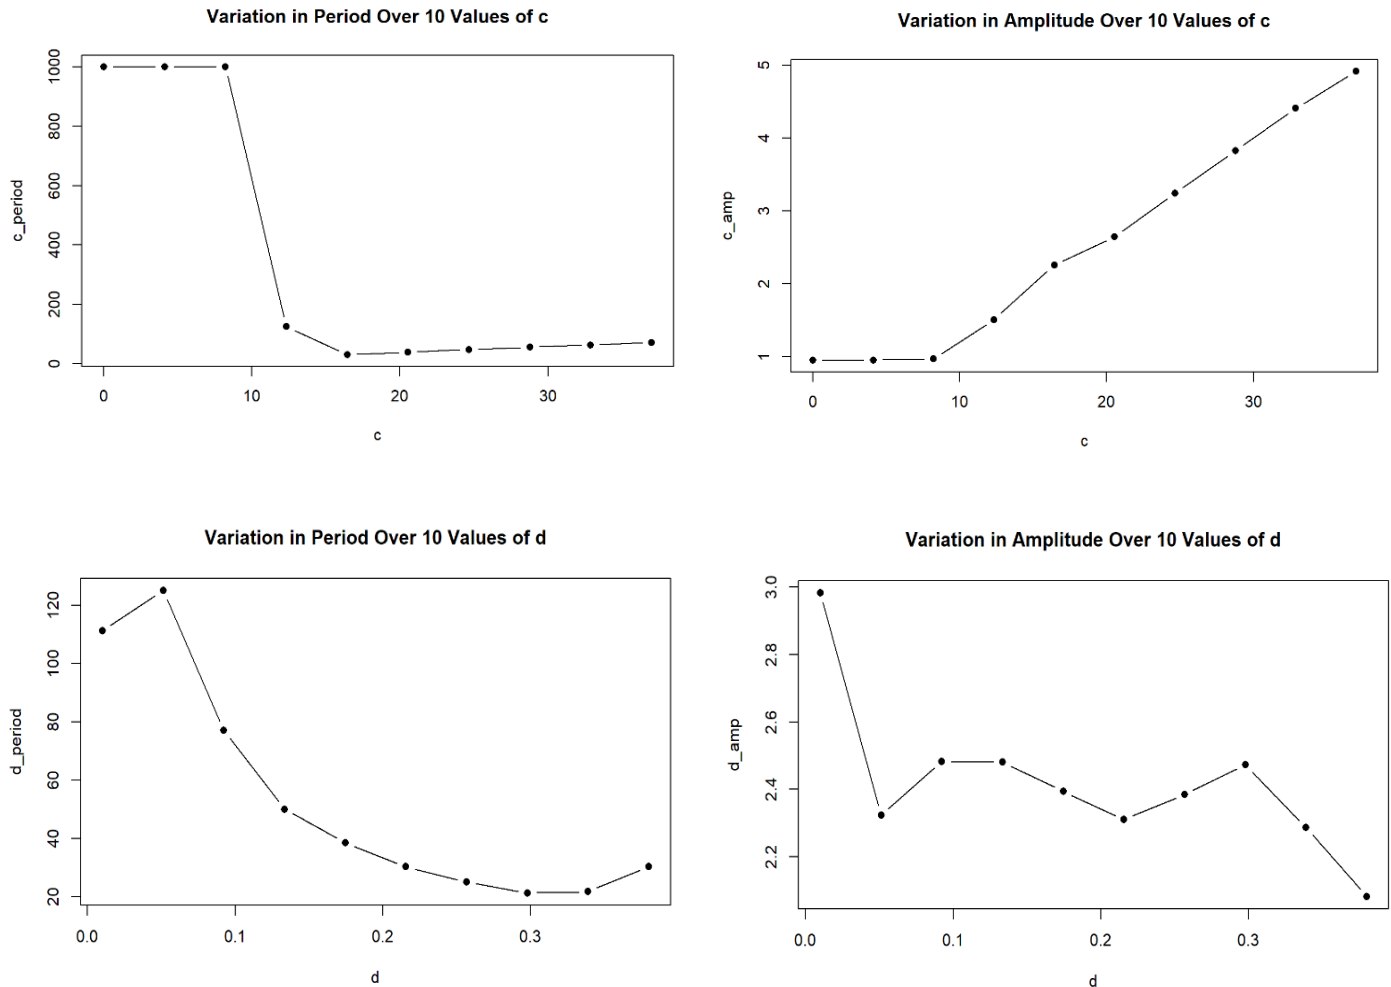 Variation in Period Over 10 Values of c
c_period
0
200
400
600
800
1000
0 10 20 30
c
Variation in Amplitude Over 10 Values of c
c_amp
1
2
3
4
5
0 10 20 30
c
Variation in Period Over 10 Values of d
d_period
20
40
60
80
100
120
0.0 0.1 0.2 0.3
d
Variation in Amplitude Over 10 Values of d
d_amp
2.2
2.4
2.6
2.8
3.0
0.0 0.1 0.2 0.3
d